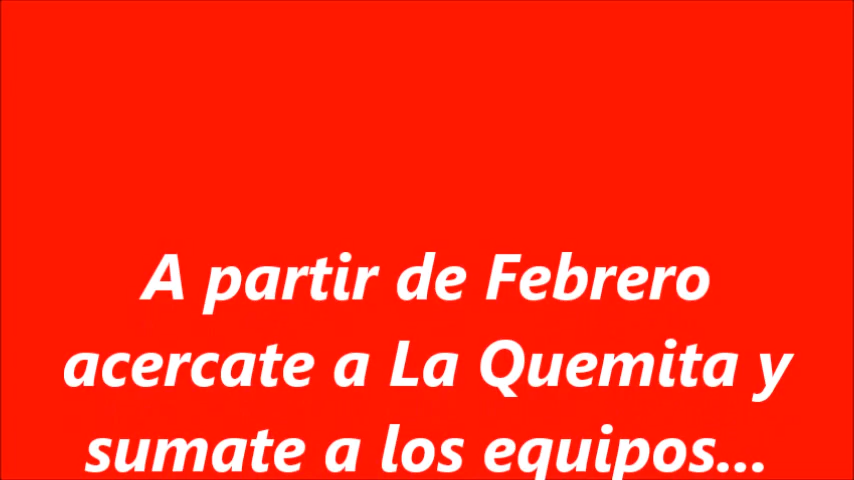 A partir de Febrero
acercate a La Quemita y
sumate a los equipos...